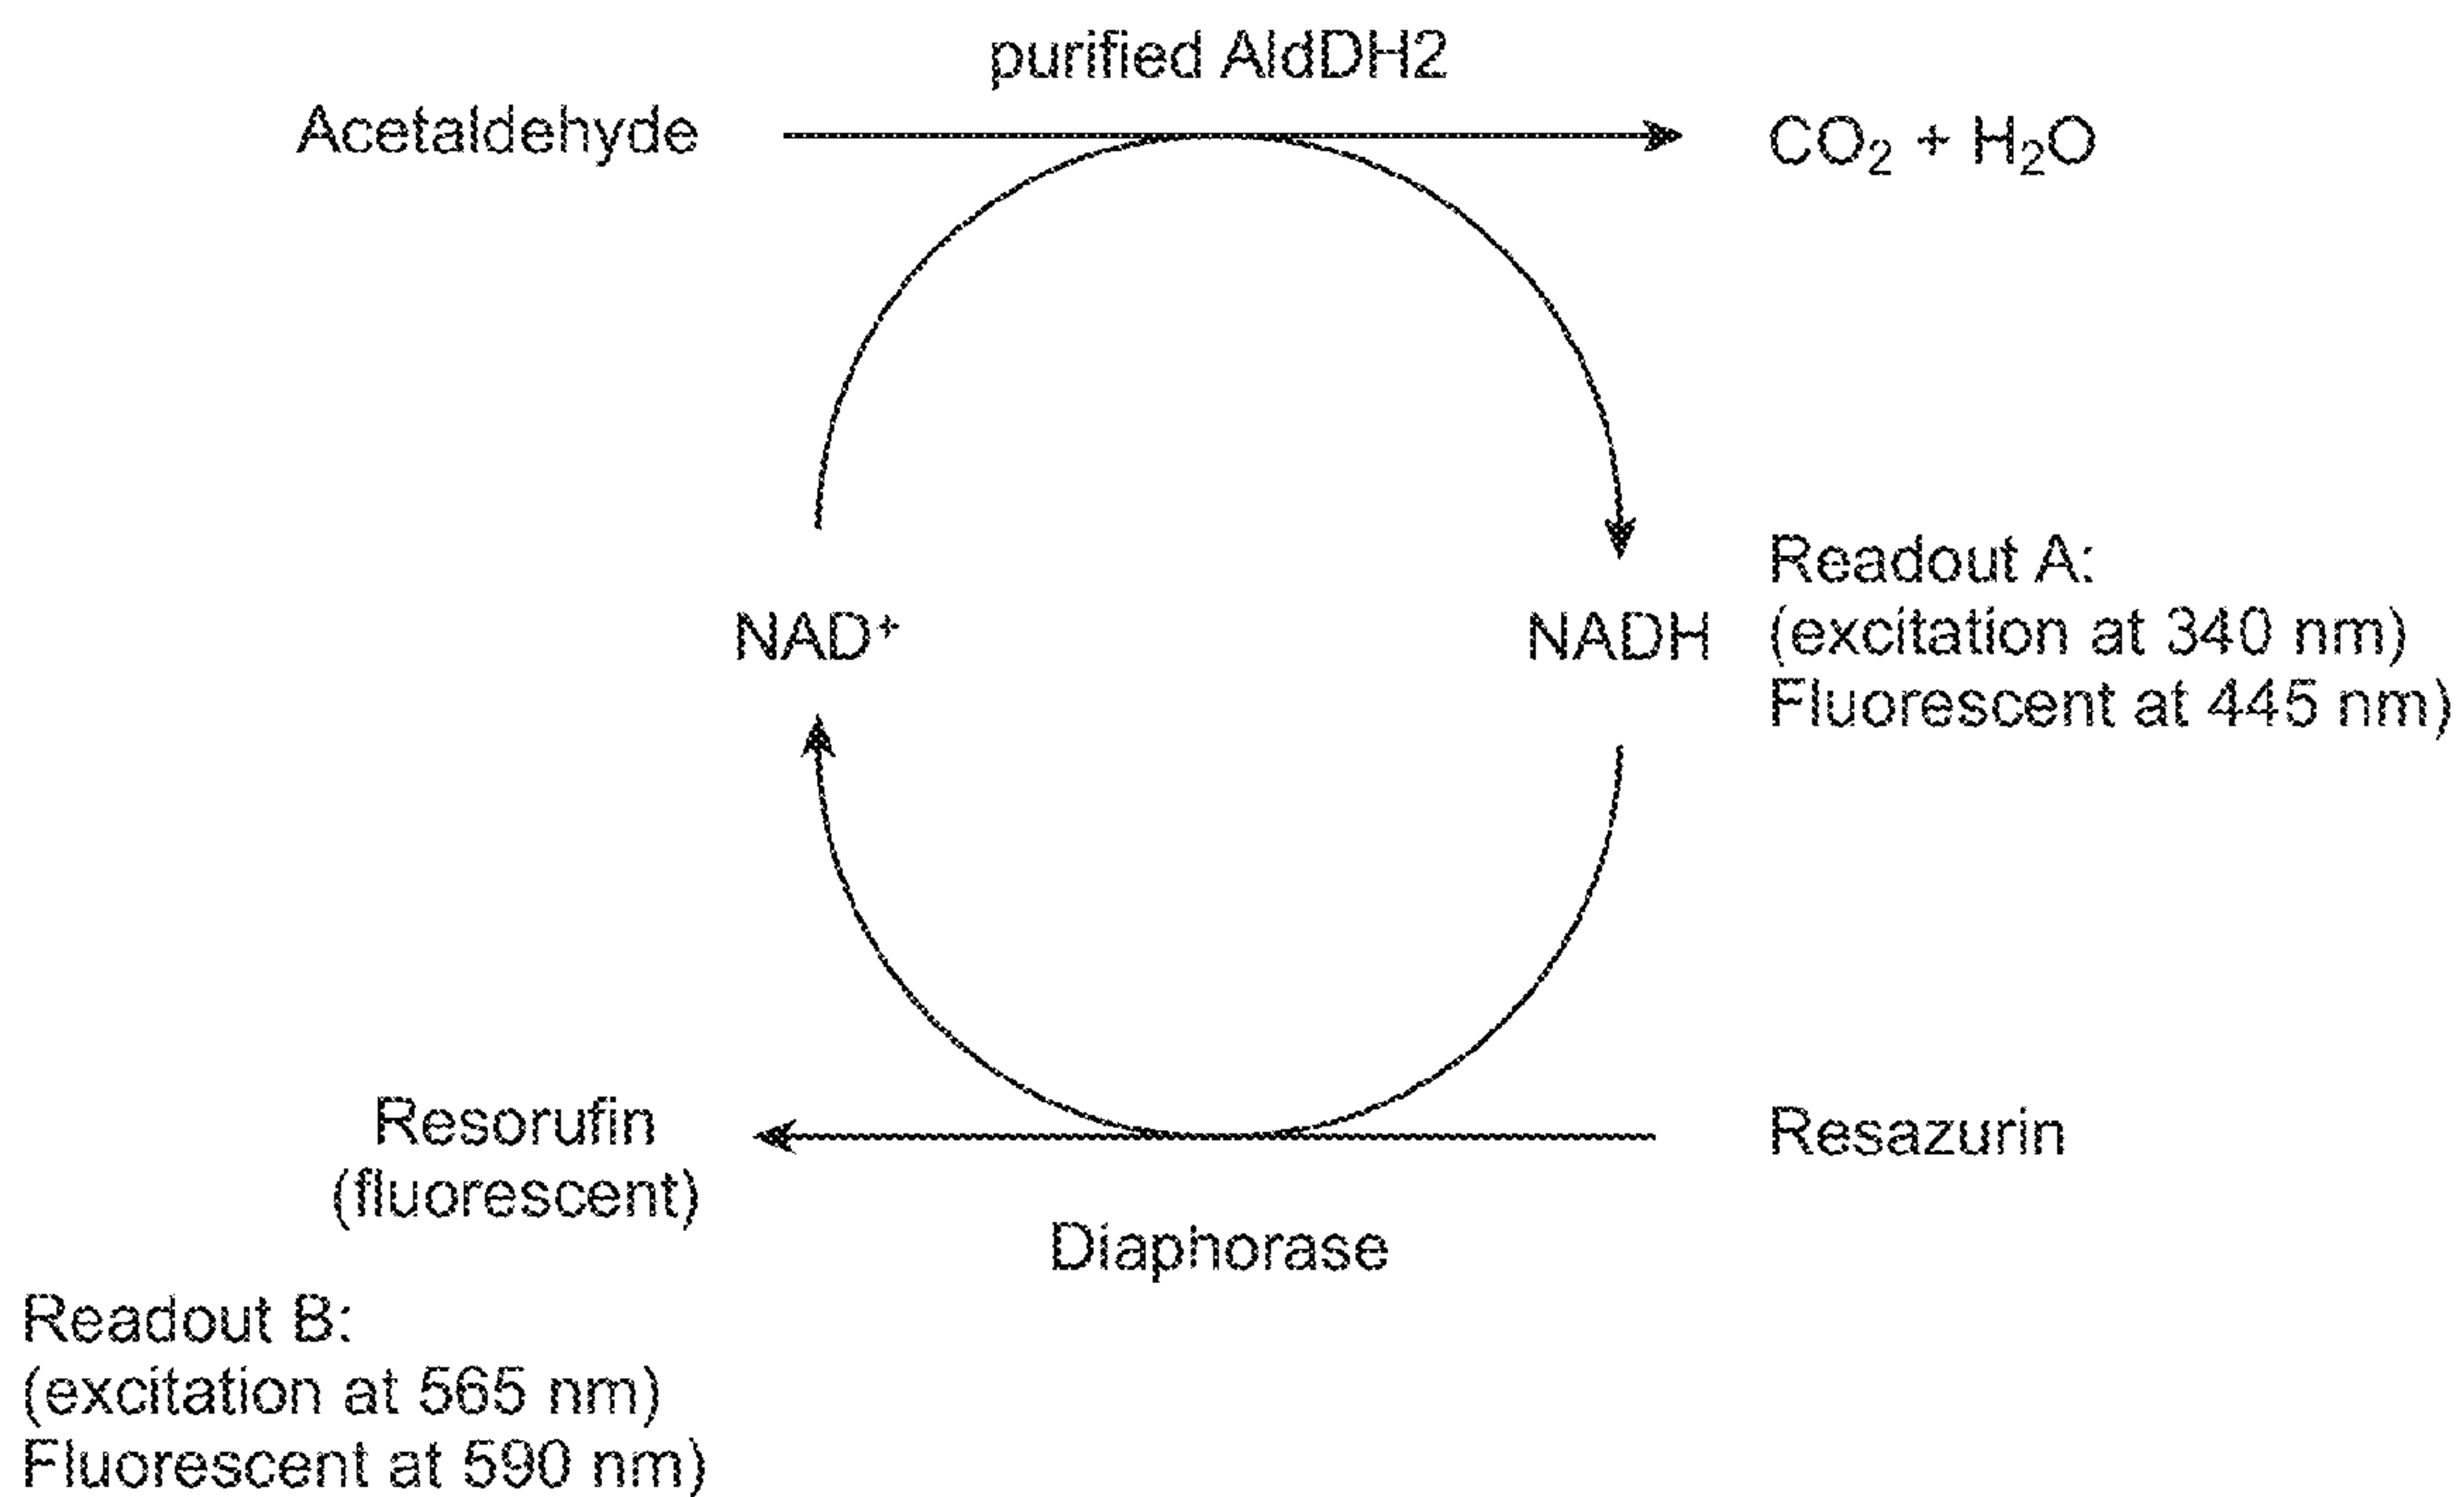 purified AldDH2
Acetaldehyde
CO₂ + H₂O
NAD⁺
NADH
Readout A:
(excitation at 340 nm)
Fluorescent at 445 nm)
Resorufin
(fluorescent)
Resazurin
Diaphorase
Readout B:
(excitation at 565 nm)
Fluorescent at 590 nm)